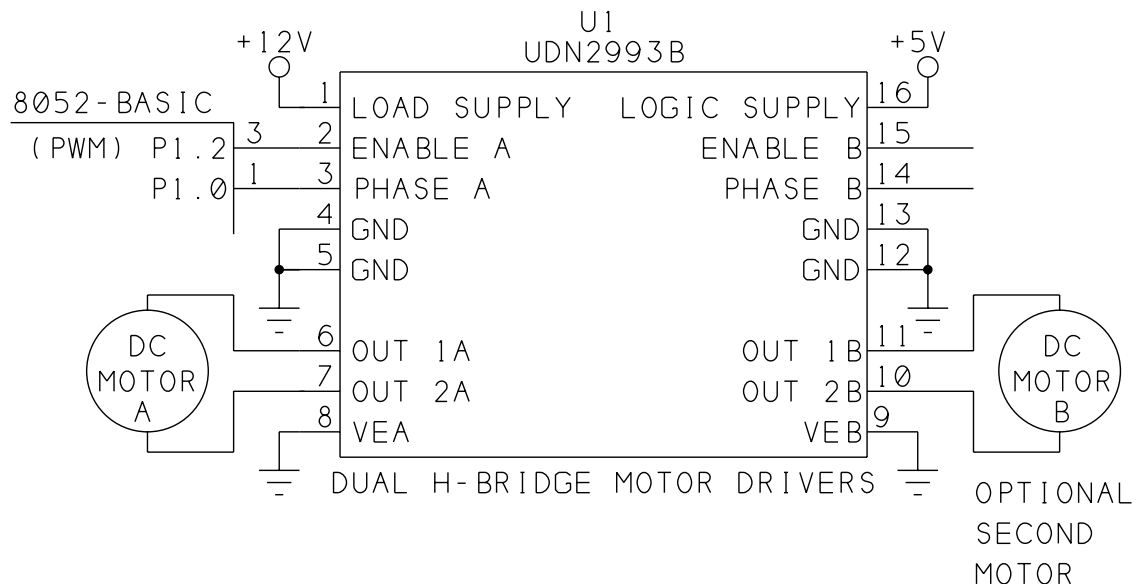 U1
UDN2993B
+12V
+5V
8052-BASIC
(PWM) P1.2 3
P1.0 1
1 LOAD SUPPLY LOGIC SUPPLY 16
2 ENABLE A ENABLE B 15
3 PHASE A PHASE B 14
4 GND GND 13
5 GND GND 12
6 OUT 1A OUT 1B 11
7 OUT 2A OUT 2B 10
8 VEA VEB 9
DC
MOTOR
A
DC
MOTOR
B
DUAL H-BRIDGE MOTOR DRIVERS
OPTIONAL
SECOND
MOTOR